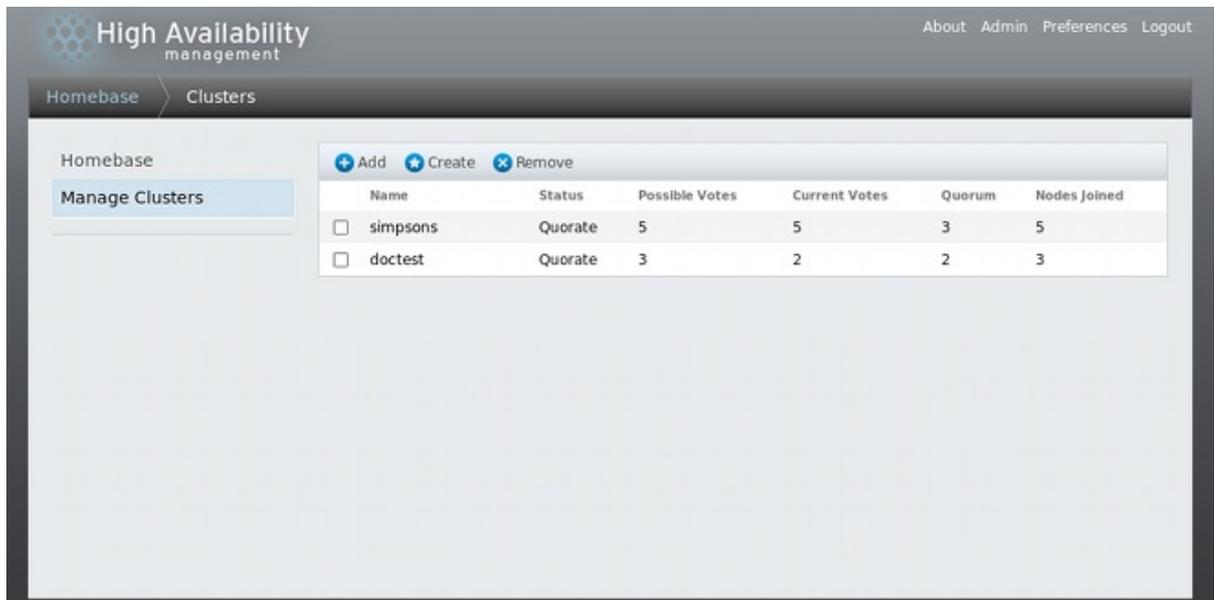 High Availability
management
About Admin Preferences Logout
Homebase Clusters
Homebase
Manage Clusters
Add Create Remove
Name Status Possible Votes Current Votes Quorum Nodes Joined
simpsons Quorate 5 5 3 5
doctest Quorate 3 2 2 3